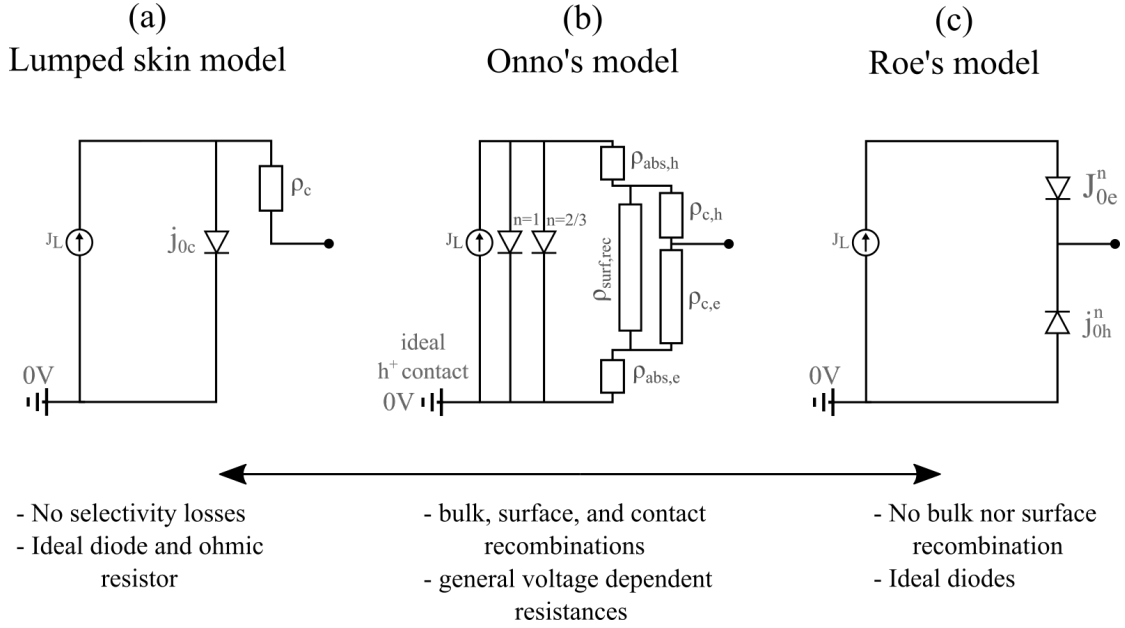 (a)
Lumped skin model
J_L
j_0c
ρ_c
0V
(b)
Onno's model
J_L
n=1
n=2/3
ρ_abs,h
ρ_c,h
ρ_surf,rec
ρ_c,e
ρ_abs,e
ideal
h⁺ contact
0V
(c)
Roe's model
J_L
J_0e^n
j_0h^n
0V
- No selectivity losses
- Ideal diode and ohmic
resistor
- bulk, surface, and contact
recombinations
- general voltage dependent
resistances
- No bulk nor surface
recombination
- Ideal diodes